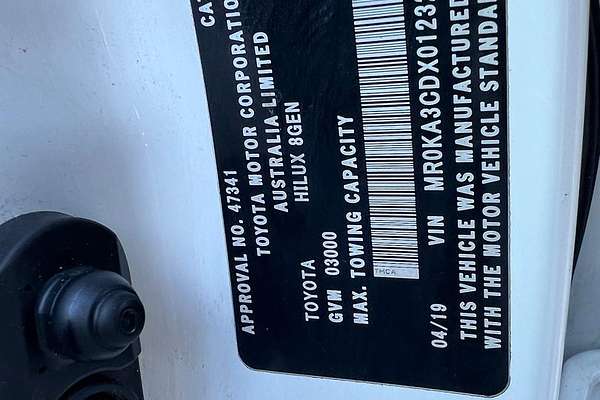 CAT
APPROVAL NO. 47341
TOYOTA MOTOR CORPORATION
AUSTRALIA LIMITED
HILUX 8GEN
TOYOTA
GVM 03000
MAX. TOWING CAPACITY
TMCA
04/19 VIN MR0KA3CDX0123
THIS VEHICLE WAS MANUFACTURED
WITH THE MOTOR VEHICLE STANDA